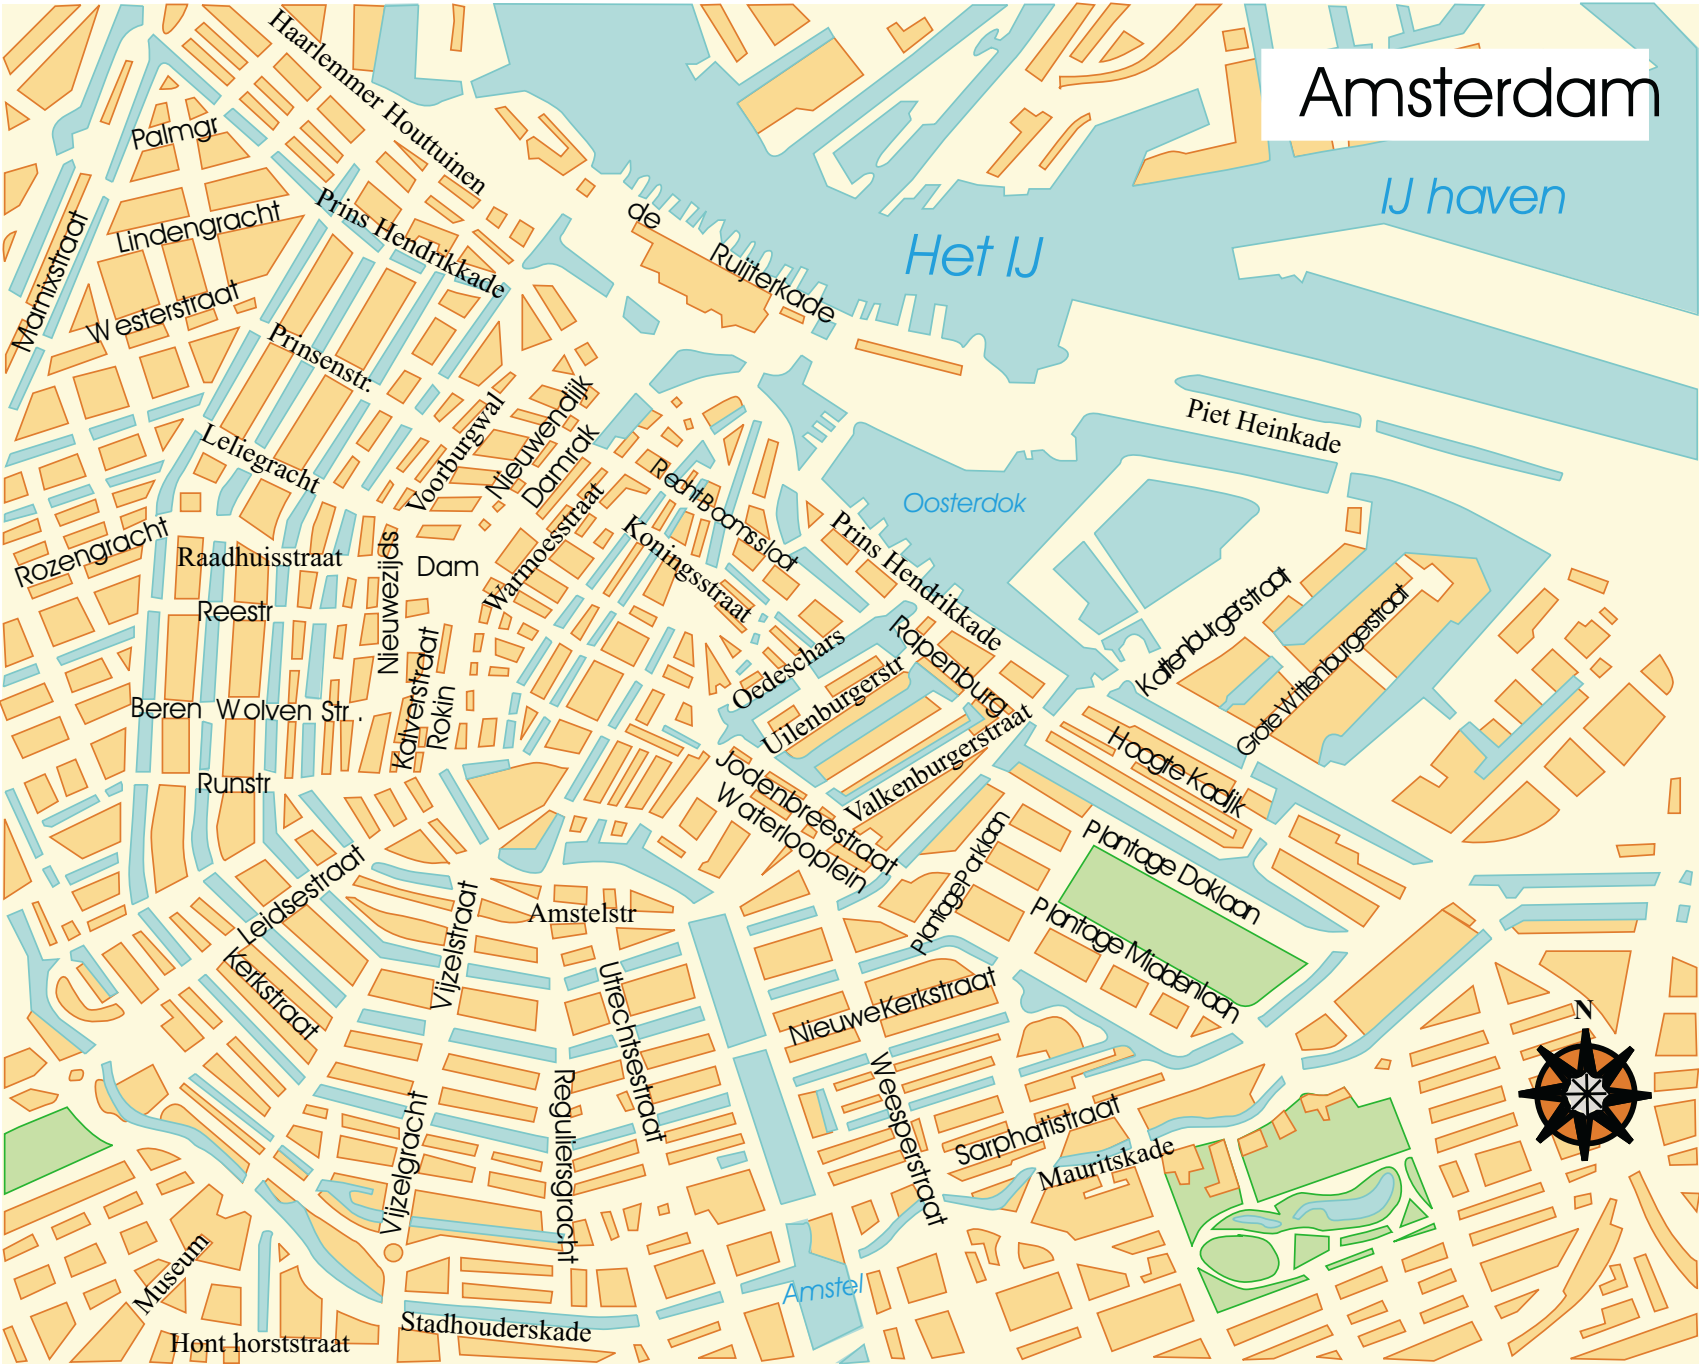 Amsterdam
Haarlemmer Houttuinen
Palmgr
Prins Hendrikkade
Lindengracht
Marnixstraat
Westerstraat
de
Ruijterkade
Het IJ
IJ haven
Prinsenstr.
Leliegracht
Voorburgwal
Nieuwendijk
Damrak
Warmoesstraat
Recht Boomssloot
Koningsstraat
Oosterdok
Piet Heinkade
Prins Hendrikkade
Rozengracht
Raadhuisstraat
Nieuwezijds
Dam
Reestr
Kalverstraat
Rokin
Beren Wolven Str.
Runstr
Oedeschars
Rapenburg
Uilenburgerstr
Valkenburgerstraat
Kattenburgerstraat
Grote Wittenburgerstraat
Hoogte Kadijk
Jodenbreestraat
Waterlooplein
Plantage Parklaan
Plantage Doklaan
Plantage Middenlaan
Leidsestraat
Kerkstraat
Vijzelstraat
Amstelstr
Utrechtsestraat
Nieuwe Kerkstraat
Weesperstraat
Sarphatistraat
Mauritskade
N
Vijzelgracht
Reguliersgracht
Museum
Hont horststraat
Stadhouderskade
Amstel